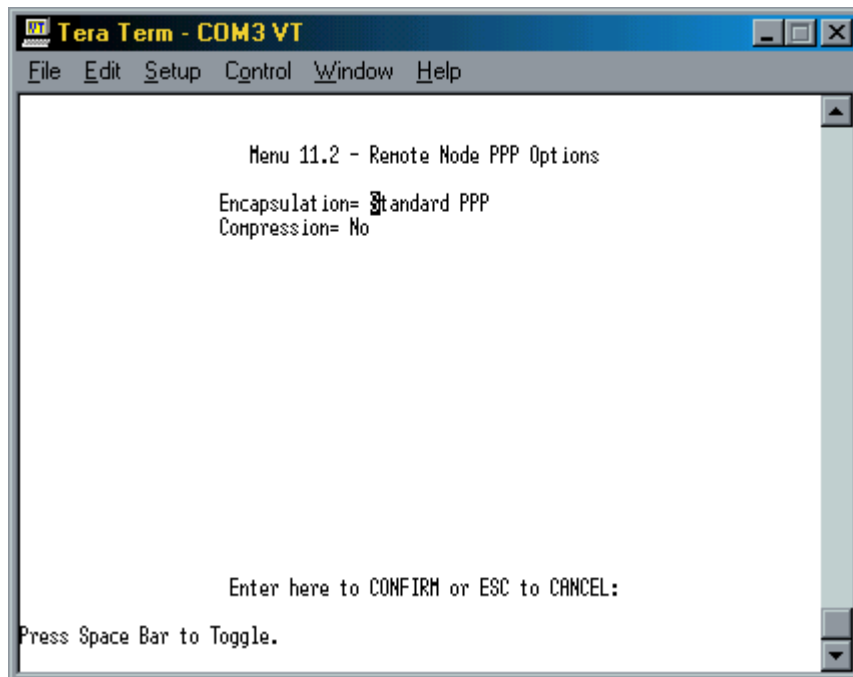 Tera Term - COM3 VT
File Edit Setup Control Window Help
Menu 11.2 - Remote Node PPP Options
Encapsulation= Standard PPP
Compression= No
Enter here to CONFIRM or ESC to CANCEL:
Press Space Bar to Toggle.